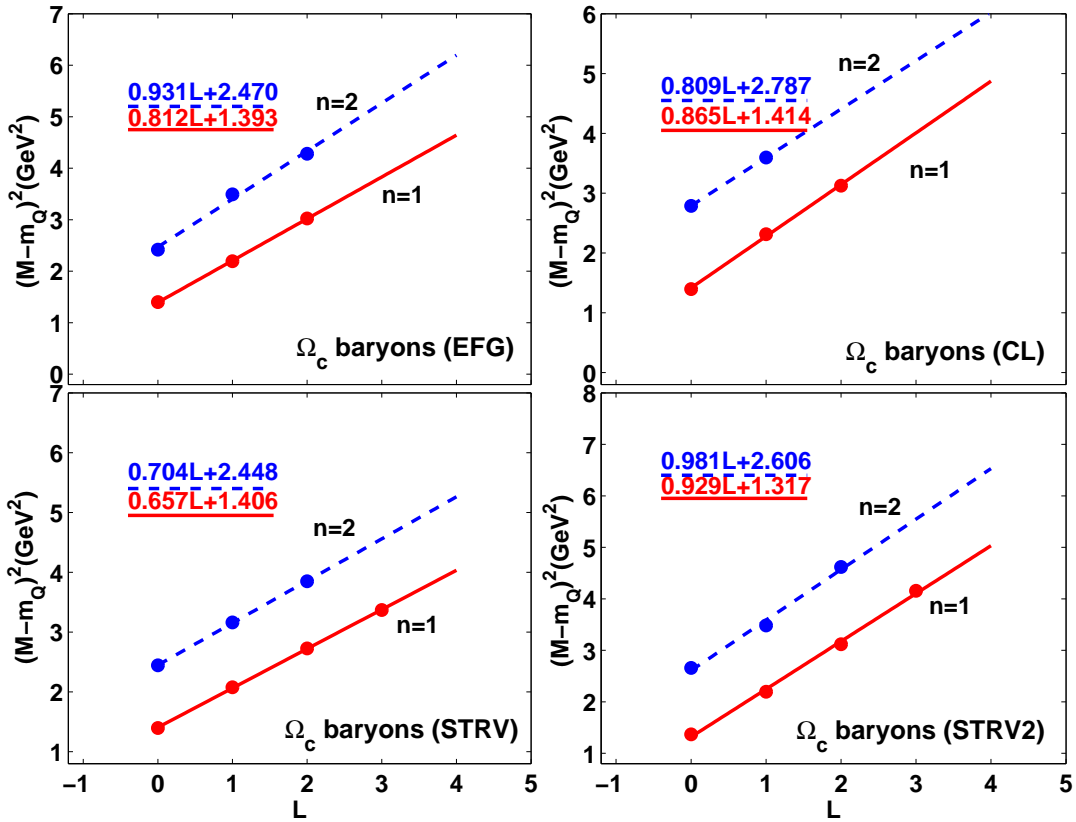 7
6
5
4
3
2
1
0
(M−m_Q)^2(GeV^2)
0.931L+2.470
0.812L+1.393
n=2
n=1
Ω_c baryons (EFG)
6
5
4
3
2
1
0
(M−m_Q)^2(GeV^2)
0.809L+2.787
0.865L+1.414
n=2
n=1
Ω_c baryons (CL)
7
6
5
4
3
2
1
(M−m_Q)^2(GeV^2)
0.704L+2.448
0.657L+1.406
n=2
n=1
Ω_c baryons (STRV)
−1 0 1 2 3 4 5
L
8
7
6
5
4
3
2
1
(M−m_Q)^2(GeV^2)
0.981L+2.606
0.929L+1.317
n=2
n=1
Ω_c baryons (STRV2)
−1 0 1 2 3 4 5
L